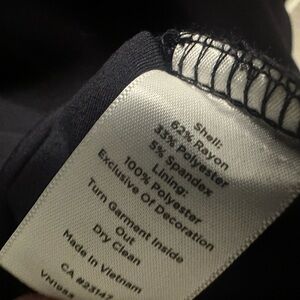 Shell:
62% Rayon
33% Polyester
5% Spandex
Lining:
100% Polyester
Exclusive Of Decoration
Turn Garment Inside
Out
Dry Clean
Made In Vietnam
CA #23147